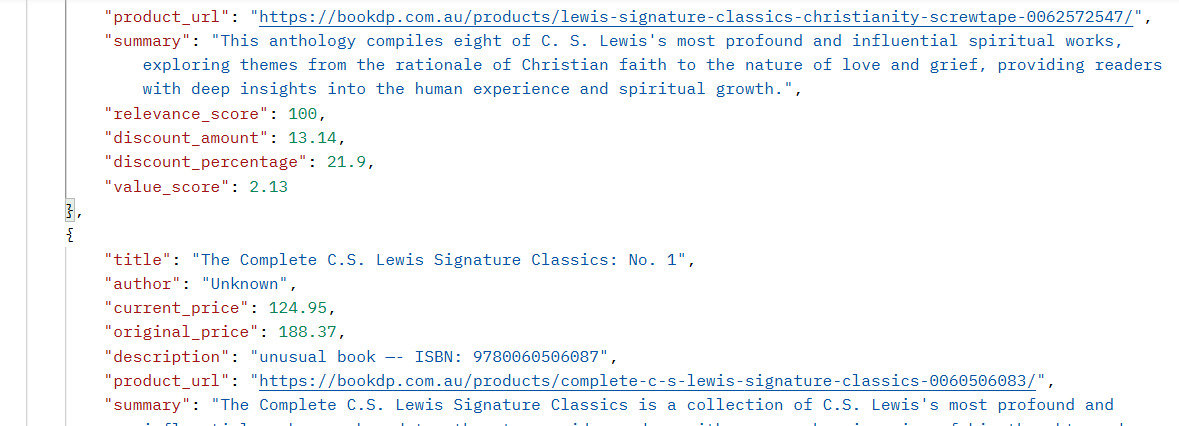 "product_url": "https://bookdp.com.au/products/lewis-signature-classics-christianity-screwtape-0062572547/",
"summary": "This anthology compiles eight of C. S. Lewis's most profound and influential spiritual works,
exploring themes from the rationale of Christian faith to the nature of love and grief, providing readers
with deep insights into the human experience and spiritual growth.",
"relevance_score": 100,
"discount_amount": 13.14,
"discount_percentage": 21.9,
"value_score": 2.13
},
{
"title": "The Complete C.S. Lewis Signature Classics: No. 1",
"author": "Unknown",
"current_price": 124.95,
"original_price": 188.37,
"description": "unusual book –- ISBN: 9780060506087",
"product_url": "https://bookdp.com.au/products/complete-c-s-lewis-signature-classics-0060506083/",
"summary": "The Complete C.S. Lewis Signature Classics is a collection of C.S. Lewis's most profound and